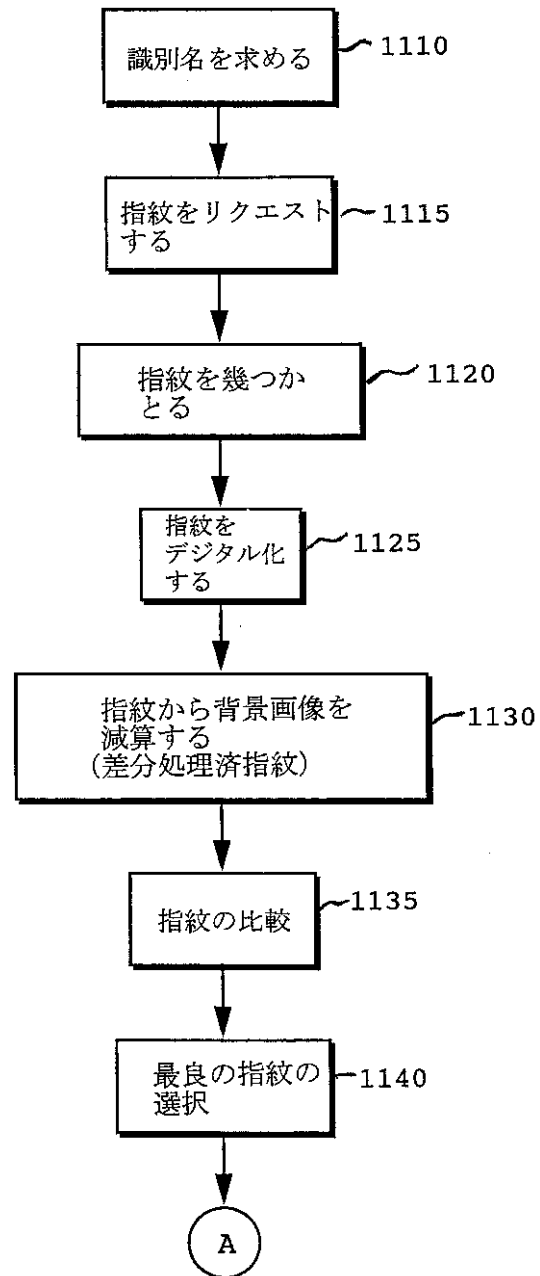 識別名を求める
1110
指紋をリクエスト
する
1115
指紋を幾つか
とる
1120
指紋を
デジタル化
する
1125
指紋から背景画像を
減算する
(差分処理済指紋)
1130
指紋の比較
1135
最良の指紋の
選択
1140
A